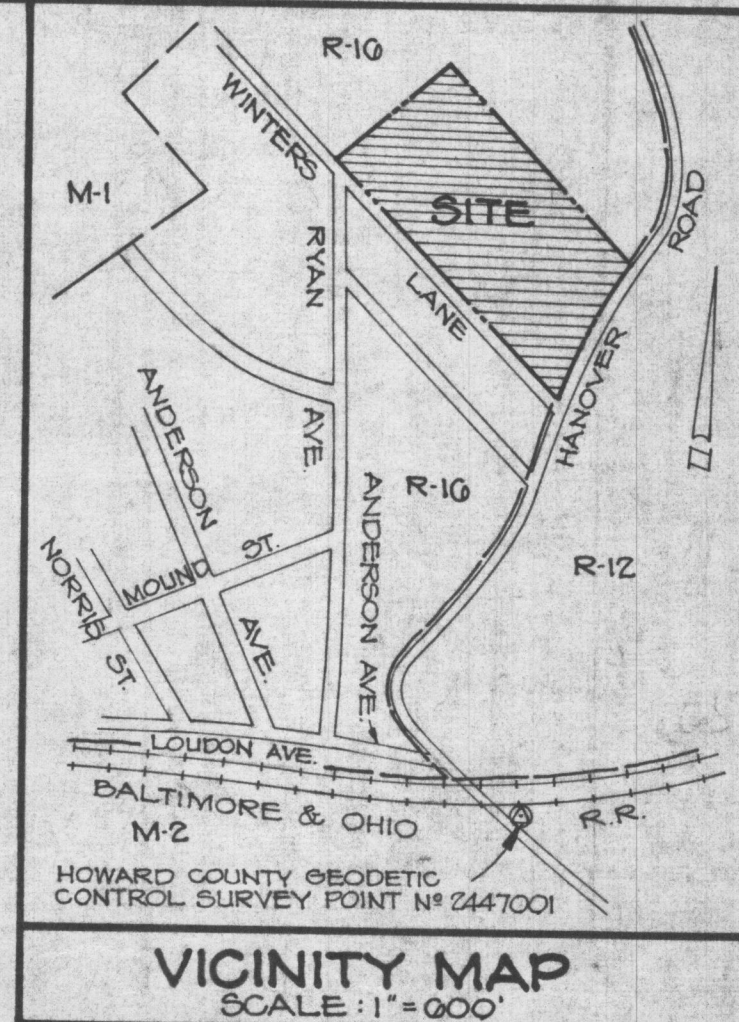 R-16
WINTERS
M-1
SITE
ROAD
RYAN
LANE
HANOVER
ANDERSON
AVE.
R-16
ANDERSON AVE.
R-12
NORRIS
MOUND ST.
AVE.
ST.
LOUDON AVE.
BALTIMORE & OHIO R.R.
M-2
HOWARD COUNTY GEODETIC
CONTROL SURVEY POINT Nº 2447001
VICINITY MAP
SCALE : 1" = 600'